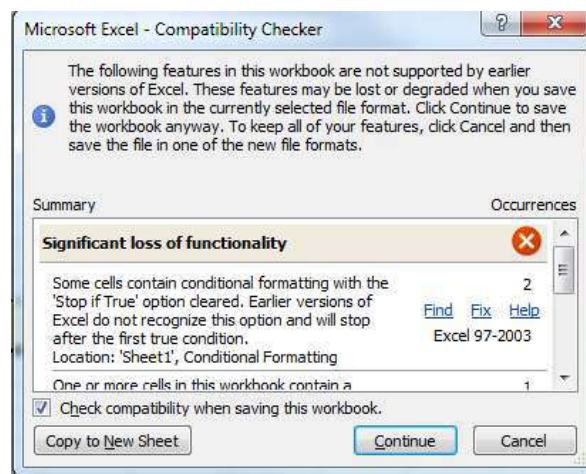 Microsoft Excel - Compatibility Checker
The following features in this workbook are not supported by earlier
versions of Excel. These features may be lost or degraded when you save
this workbook in the currently selected file format. Click Continue to save
the workbook anyway. To keep all of your features, click Cancel and then
save the file in one of the new file formats.
Summary Occurrences
Significant loss of functionality
Some cells contain conditional formatting with the 2
'Stop if True' option cleared. Earlier versions of Find Fix Help
Excel do not recognize this option and will stop Excel 97-2003
after the first true condition.
Location: 'Sheet1', Conditional Formatting
One or more cells in this workbook contain a 1
Check compatibility when saving this workbook.
Copy to New Sheet Continue Cancel